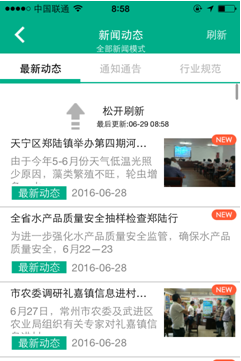 中国联通 8:58
新闻动态 刷新
全部新闻模式
最新动态 通知通告 行业规范
松开刷新
最后更新:06-29 08:58
天宁区郑陆镇举办第四期河… NEW
由于今年5-6月份天气低温光照
少原因，藻类繁殖不旺，轮虫增
最新动态 2016-06-28
全省水产品质量安全抽样检查郑陆行 NEW
为进一步强化水产品质量安全监管，确保水产品
质量安全，6月22—23
最新动态 2016-06-28
市农委调研礼嘉镇信息进村… NEW
6月27日，常州市农委及武进区
农业局组织有关专家对礼嘉镇信
最新动态 2016-06-28